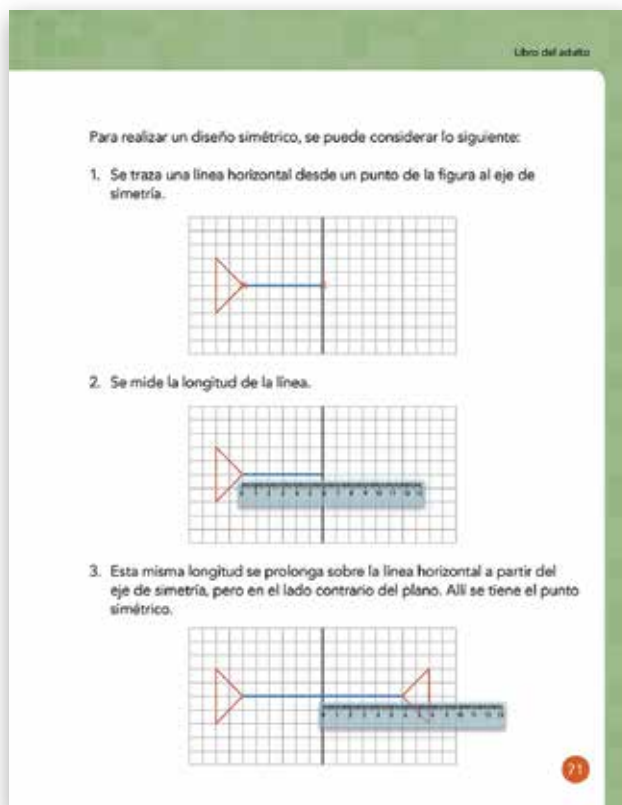 Libro del adulto
Para realizar un diseño simétrico, se puede considerar lo siguiente:
1. Se traza una línea horizontal desde un punto de la figura al eje de
simetría.
2. Se mide la longitud de la línea.
3. Esta misma longitud se prolonga sobre la línea horizontal a partir del
eje de simetría, pero en el lado contrario del plano. Allí se tiene el punto
simétrico.
21